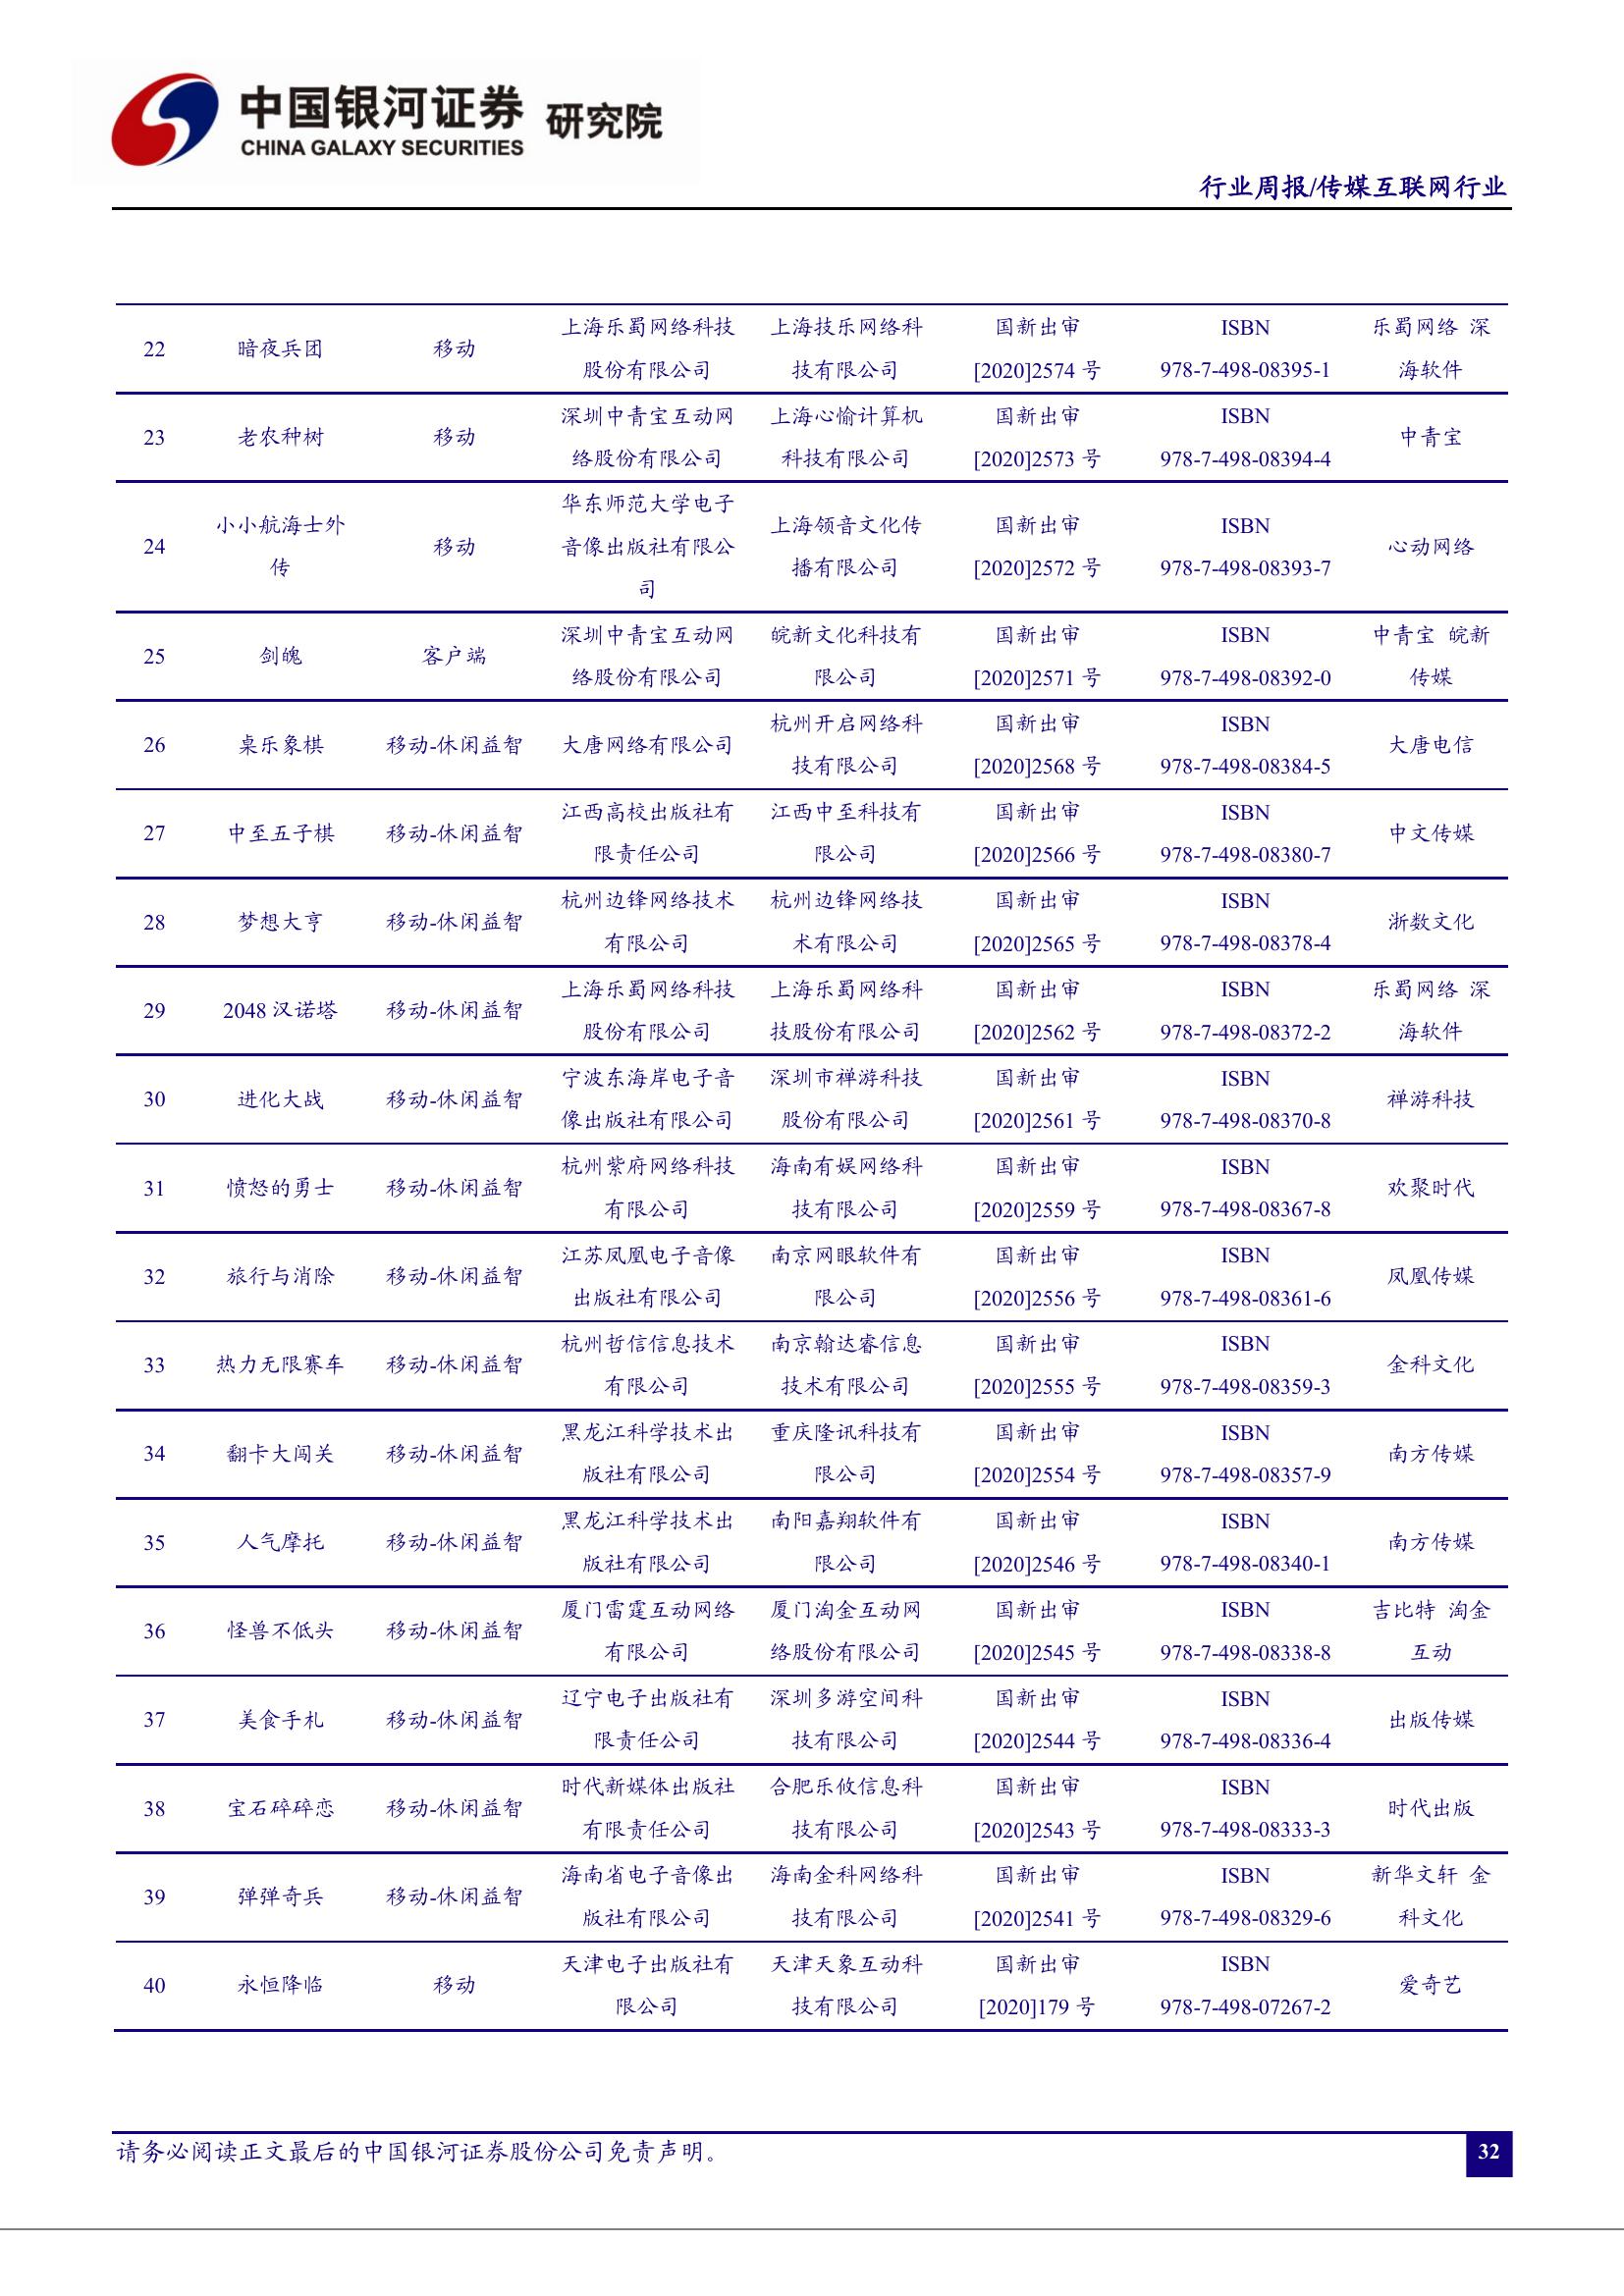 中国银河证券 研究院
CHINA GALAXY SECURITIES
行业周报/传媒互联网行业
22 暗夜兵团 移动 上海乐蜀网络科技股份有限公司 上海技乐网络科技有限公司 国新出审[2020]2574 号 ISBN 978-7-498-08395-1 乐蜀网络 深海软件
23 老农种树 移动 深圳中青宝互动网络股份有限公司 上海心愉计算机科技有限公司 国新出审[2020]2573 号 ISBN 978-7-498-08394-4 中青宝
24 小小航海士外传 移动 华东师范大学电子音像出版社有限公司 上海领音文化传播有限公司 国新出审[2020]2572 号 ISBN 978-7-498-08393-7 心动网络
25 剑魄 客户端 深圳中青宝互动网络股份有限公司 皖新文化科技有限公司 国新出审[2020]2571 号 ISBN 978-7-498-08392-0 中青宝 皖新传媒
26 桌乐象棋 移动-休闲益智 大唐网络有限公司 杭州开启网络科技有限公司 国新出审[2020]2568 号 ISBN 978-7-498-08384-5 大唐电信
27 中至五子棋 移动-休闲益智 江西高校出版社有限责任公司 江西中至科技有限公司 国新出审[2020]2566 号 ISBN 978-7-498-08380-7 中文传媒
28 梦想大亨 移动-休闲益智 杭州边锋网络技术有限公司 杭州边锋网络技术有限公司 国新出审[2020]2565 号 ISBN 978-7-498-08378-4 浙数文化
29 2048 汉诺塔 移动-休闲益智 上海乐蜀网络科技股份有限公司 上海乐蜀网络科技股份有限公司 国新出审[2020]2562 号 ISBN 978-7-498-08372-2 乐蜀网络 深海软件
30 进化大战 移动-休闲益智 宁波东海岸电子音像出版社有限公司 深圳市禅游科技股份有限公司 国新出审[2020]2561 号 ISBN 978-7-498-08370-8 禅游科技
31 愤怒的勇士 移动-休闲益智 杭州紫府网络科技有限公司 海南有娱网络科技有限公司 国新出审[2020]2559 号 ISBN 978-7-498-08367-8 欢聚时代
32 旅行与消除 移动-休闲益智 江苏凤凰电子音像出版社有限公司 南京网眼软件有限公司 国新出审[2020]2556 号 ISBN 978-7-498-08361-6 凤凰传媒
33 热力无限赛车 移动-休闲益智 杭州哲信信息技术有限公司 南京翰达睿信息技术有限公司 国新出审[2020]2555 号 ISBN 978-7-498-08359-3 金科文化
34 翻卡大闯关 移动-休闲益智 黑龙江科学技术出版社有限公司 重庆隆讯科技有限公司 国新出审[2020]2554 号 ISBN 978-7-498-08357-9 南方传媒
35 人气摩托 移动-休闲益智 黑龙江科学技术出版社有限公司 南阳嘉翔软件有限公司 国新出审[2020]2546 号 ISBN 978-7-498-08340-1 南方传媒
36 怪兽不低头 移动-休闲益智 厦门雷霆互动网络有限公司 厦门淘金互动网络股份有限公司 国新出审[2020]2545 号 ISBN 978-7-498-08338-8 吉比特 淘金互动
37 美食手札 移动-休闲益智 辽宁电子出版社有限责任公司 深圳多游空间科技有限公司 国新出审[2020]2544 号 ISBN 978-7-498-08336-4 出版传媒
38 宝石碎碎恋 移动-休闲益智 时代新媒体出版社有限责任公司 合肥乐攸信息科技有限公司 国新出审[2020]2543 号 ISBN 978-7-498-08333-3 时代出版
39 弹弹奇兵 移动-休闲益智 海南省电子音像出版社有限公司 海南金科网络科技有限公司 国新出审[2020]2541 号 ISBN 978-7-498-08329-6 新华文轩 金科文化
40 永恒降临 移动 天津电子出版社有限公司 天津天象互动科技有限公司 国新出审[2020]179 号 ISBN 978-7-498-07267-2 爱奇艺
请务必阅读正文最后的中国银河证券股份公司免责声明。
32